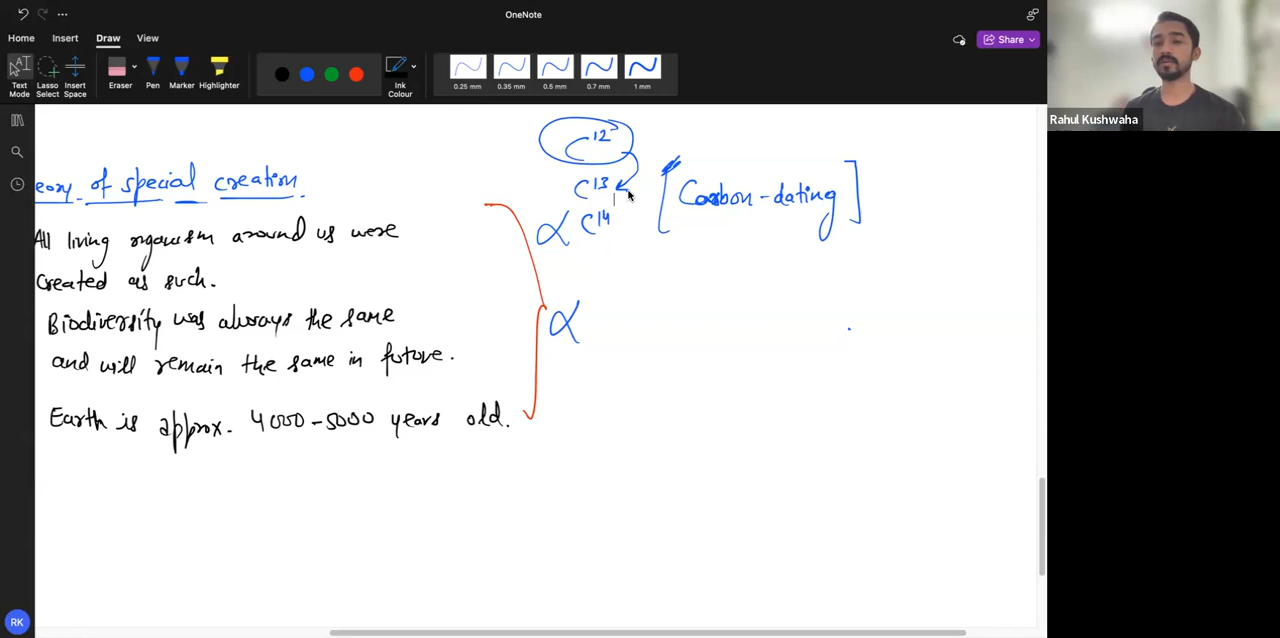 OneNote
Home Insert Draw View
Share
Text Mode
Lasso Select
Insert Space
Eraser
Pen
Marker
Highlighter
Ink Colour
0.25 mm
0.35 mm
0.5 mm
0.7 mm
1 mm
Rahul Kushwaha
C12
C13
α C14
[Carbon-dating]
eory of special creation
All living organism around us were
created as such.
Biodiversity was always the same
and will remain the same in future.
α
Earth is approx. 4000-5000 years old.
RK